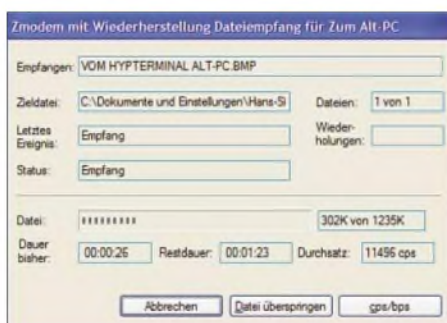 Zmodem mit Wiederherstellung Dateiempfang für Zum Alt-PC
Empfangen: VOM HYPTERMINAL ALT-PC.BMP
Zieldatei: C:\Dokumente und Einstellungen\Hans-Si Dateien: 1 von 1
Letztes Ereignis: Empfang Wieder-holungen:
Status: Empfang
Datei: 302K von 1235K
Dauer bisher: 00:00:26 Restdauer: 00:01:23 Durchsatz: 11496 cps
Abbrechen Datei überspringen cps/bps